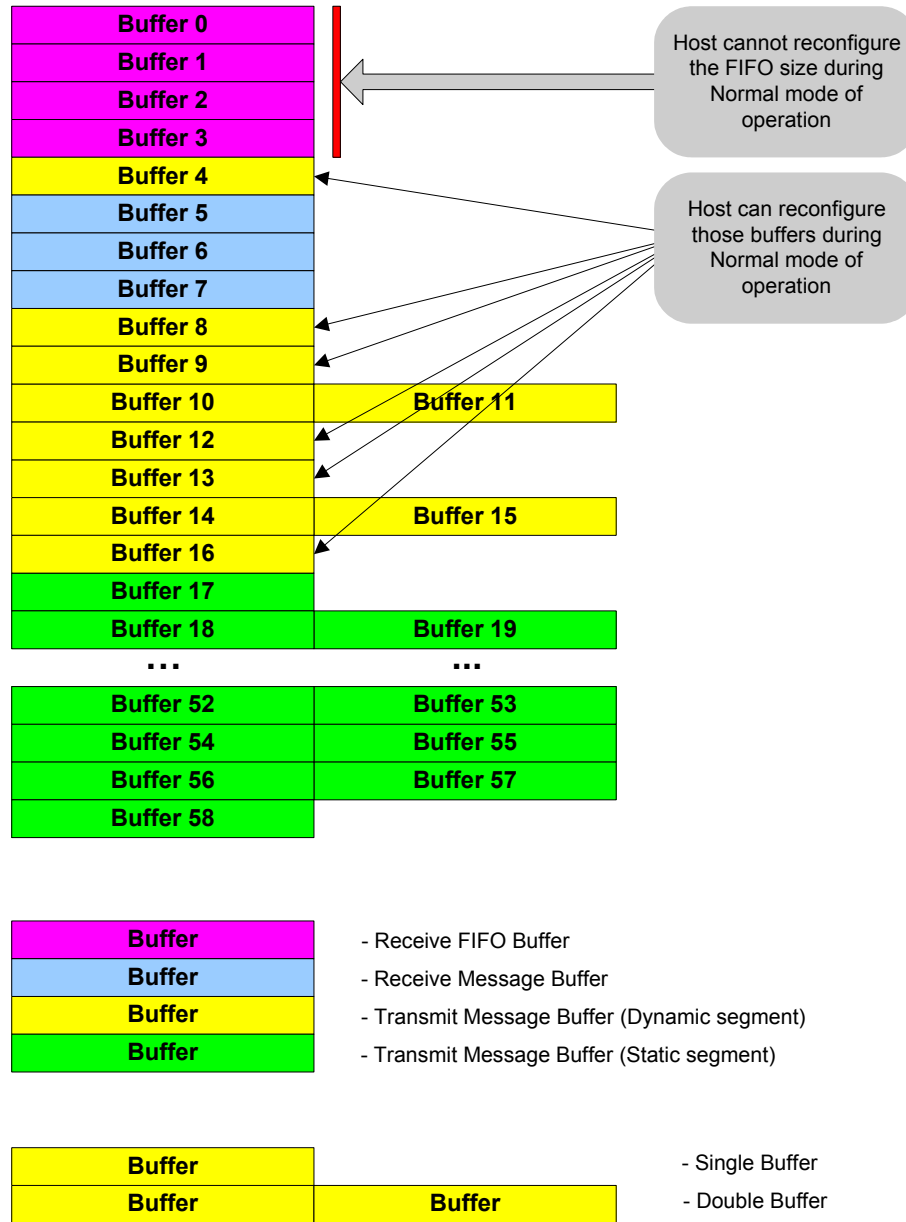 Buffer 0
Buffer 1
Buffer 2
Buffer 3
Host cannot reconfigure
the FIFO size during
Normal mode of
operation
Buffer 4
Buffer 5
Buffer 6
Buffer 7
Host can reconfigure
those buffers during
Normal mode of
operation
Buffer 8
Buffer 9
Buffer 10 Buffer 11
Buffer 12
Buffer 13
Buffer 14 Buffer 15
Buffer 16
Buffer 17
Buffer 18 Buffer 19
... ...
Buffer 52 Buffer 53
Buffer 54 Buffer 55
Buffer 56 Buffer 57
Buffer 58
Buffer - Receive FIFO Buffer
Buffer - Receive Message Buffer
Buffer - Transmit Message Buffer (Dynamic segment)
Buffer - Transmit Message Buffer (Static segment)
Buffer - Single Buffer
Buffer Buffer - Double Buffer